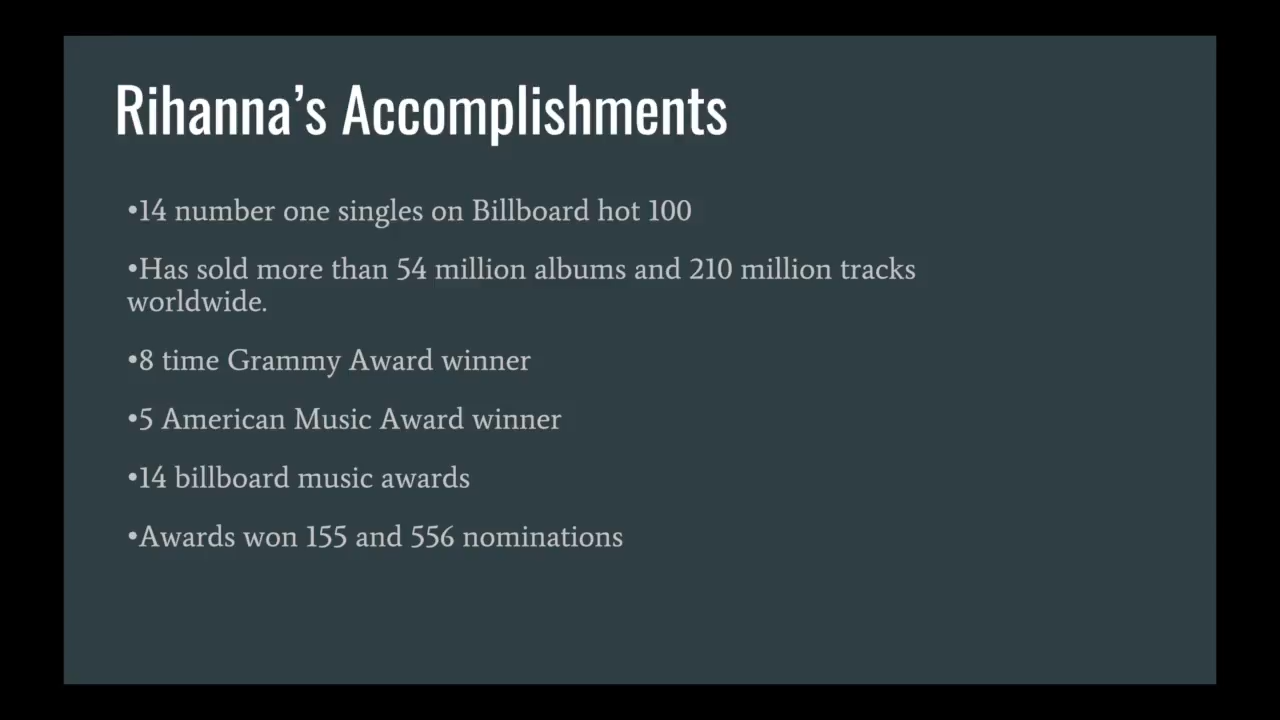 Rihanna’s Accomplishments
•14 number one singles on Billboard hot 100
•Has sold more than 54 million albums and 210 million tracks
worldwide.
•8 time Grammy Award winner
•5 American Music Award winner
•14 billboard music awards
•Awards won 155 and 556 nominations